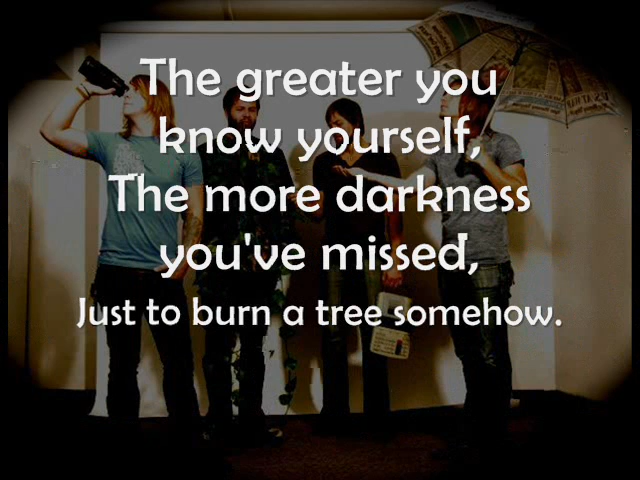 The greater you
know yourself,
The more darkness
you've missed,
Just to burn a tree somehow.